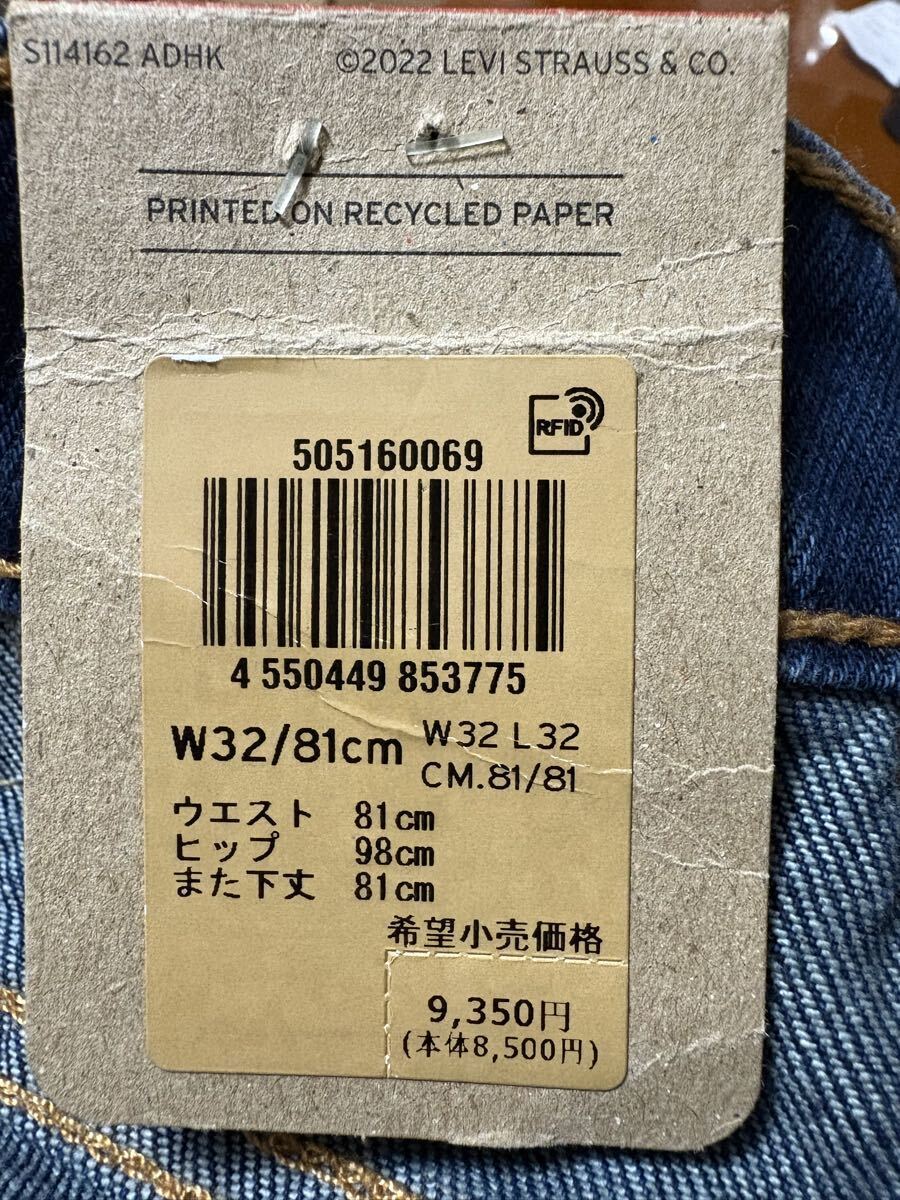 S114162 ADHK ©2022 LEVI STRAUSS & CO.
PRINTED ON RECYCLED PAPER
RFID
505160069
4 550449 853775
W32/81cm W32 L32
CM.81/81
ウエスト 81cm
ヒップ 98cm
また下丈 81cm
希望小売価格
9,350円
(本体8,500円)